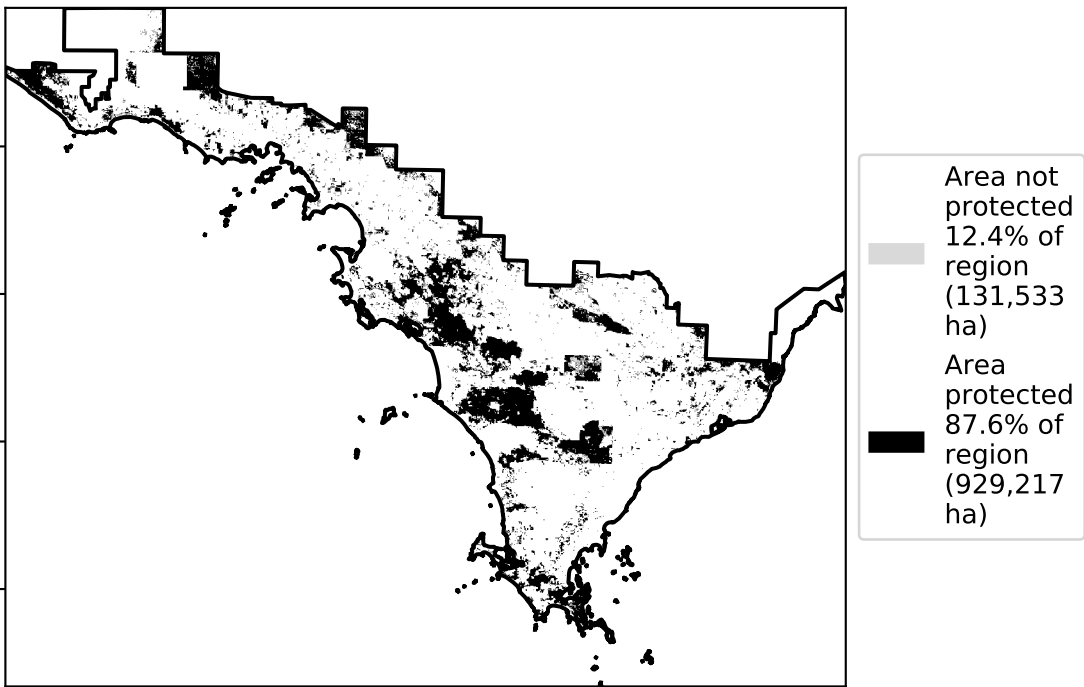 Area not
protected
12.4% of
region
(131,533
ha)
Area
protected
87.6% of
region
(929,217
ha)